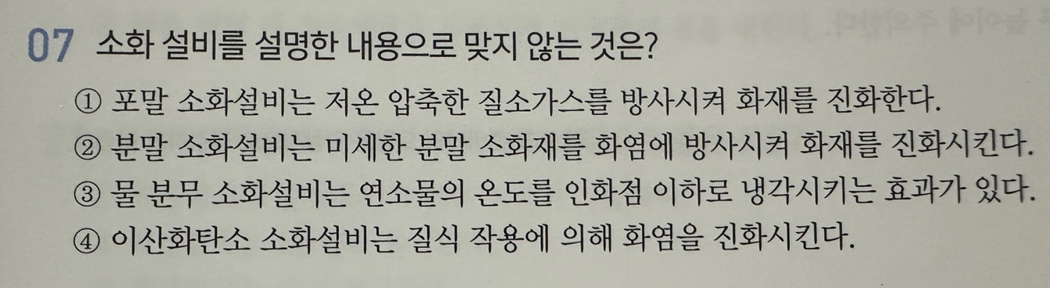 07 소화 설비를 설명한 내용으로 맞지 않는 것은?
① 포말 소화설비는 저온 압축한 질소가스를 방사시켜 화재를 진화한다.
② 분말 소화설비는 미세한 분말 소화재를 화염에 방사시켜 화재를 진화시킨다.
③ 물 분무 소화설비는 연소물의 온도를 인화점 이하로 냉각시키는 효과가 있다.
④ 이산화탄소 소화설비는 질식 작용에 의해 화염을 진화시킨다.